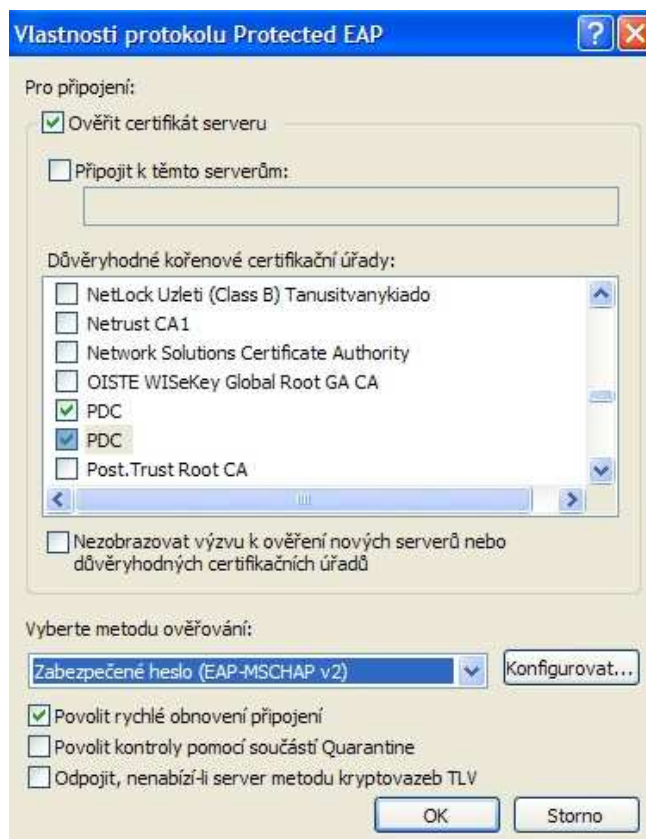 Vlastnosti protokolu Protected EAP
Pro připojení:
Ověřit certifikát serveru
Připojit k těmto serverům:
Důvěryhodné kořenové certifikační úřady:
NetLock Uzleti (Class B) Tanusitvanykiado
Netrust CA1
Network Solutions Certificate Authority
OISTE WISeKey Global Root GA CA
PDC
PDC
Post.Trust Root CA
Nezobrazovat výzvu k ověření nových serverů nebo
důvěryhodných certifikačních úřadů
Vyberte metodu ověřování:
Zabezpečené heslo (EAP-MSCHAP v2)
Konfigurovat...
Povolit rychlé obnovení připojení
Povolit kontroly pomocí součástí Quarantine
Odpojit, nenabízí-li server metodu kryptovazeb TLV
OK
Storno